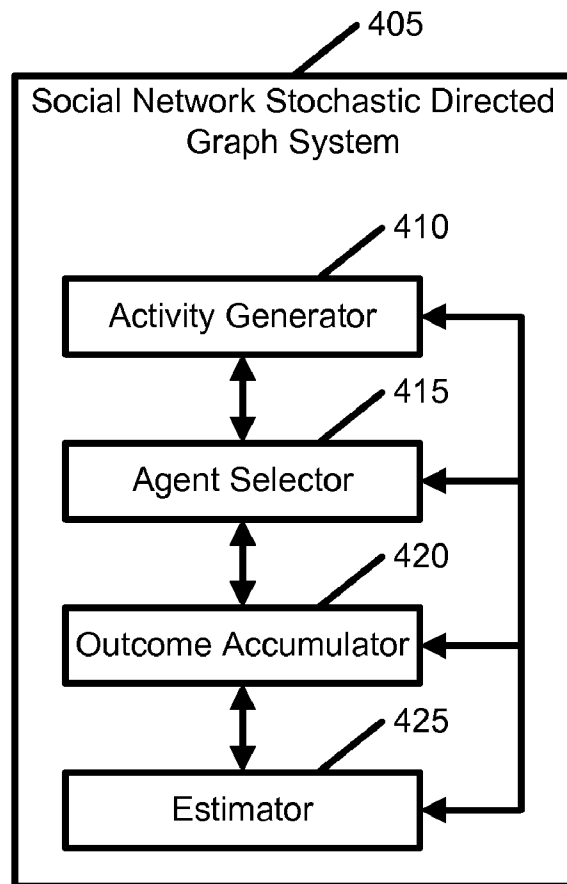 405
Social Network Stochastic Directed
Graph System
410
Activity Generator
415
Agent Selector
420
Outcome Accumulator
425
Estimator